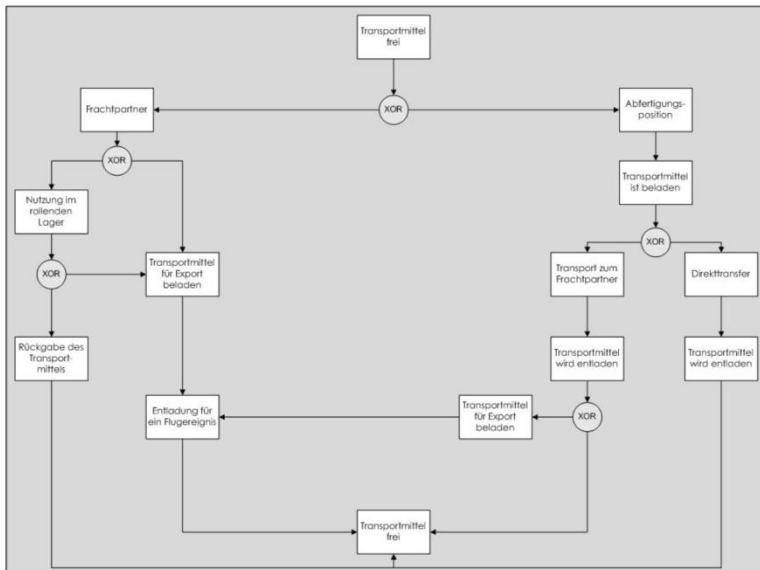 Transportmittel
frei
XOR
Frachtpartner
Abfertigungs-
position
XOR
Transportmittel
ist beladen
Nutzung im
rollenden
Lager
XOR
XOR
Transportmittel
für Export
beladen
Transport zum
Frachtpartner
Direkttransfer
Rückgabe des
Transport-
mittels
Transportmittel
wird entladen
Transportmittel
wird entladen
Entladung für
ein Flugereignis
Transportmittel
für Export
beladen
XOR
Transportmittel
frei